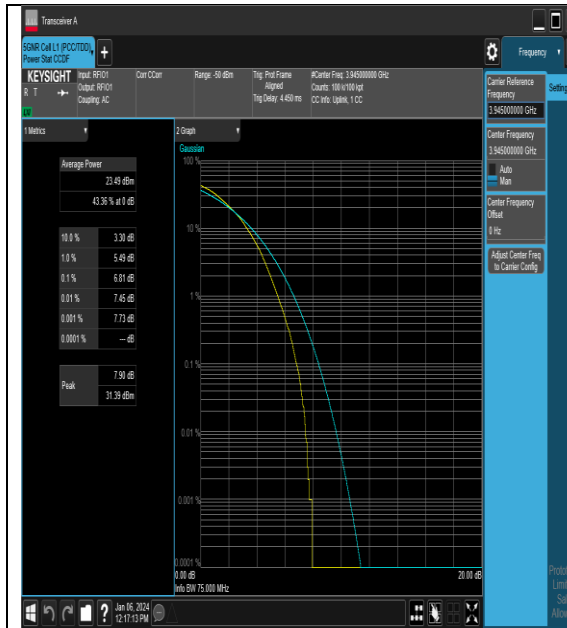 Transceiver A
5GNR Cell L1 (PCC/TDD),
Power Stat CCDF
+
Frequency
KEYSIGHT
R T
Input: RFIO1
Output: RFIO1
Coupling: AC
Corr CCorr
Range: -50 dBm
Trig: Prot Frame
Aligned
Trig Delay: 4.450 ms
#Center Freq: 3.945000000 GHz
Counts: 100 k/100 kpt
CC Info: Uplink, 1 CC
Carrier Reference
Frequency
3.945000000 GHz
Setting
Center Frequency
3.945000000 GHz
Auto
Man
Center Frequency
Offset
0 Hz
Adjust Center Freq
to Carrier Config
1 Metrics
Average Power
23.49 dBm
43.36 % at 0 dB
10.0 % 3.30 dB
1.0 % 5.49 dB
0.1 % 6.81 dB
0.01 % 7.45 dB
0.001 % 7.73 dB
0.0001 % --- dB
Peak 7.90 dB
31.39 dBm
2 Graph
Gaussian
100 %
10 %
1 %
0.1 %
0.01 %
0.001 %
0.0001 %
0.00 dB 20.00 dB
Info BW 75.000 MHz
Limi
Allow
?
Jan 06, 2024
12:17:13 PM